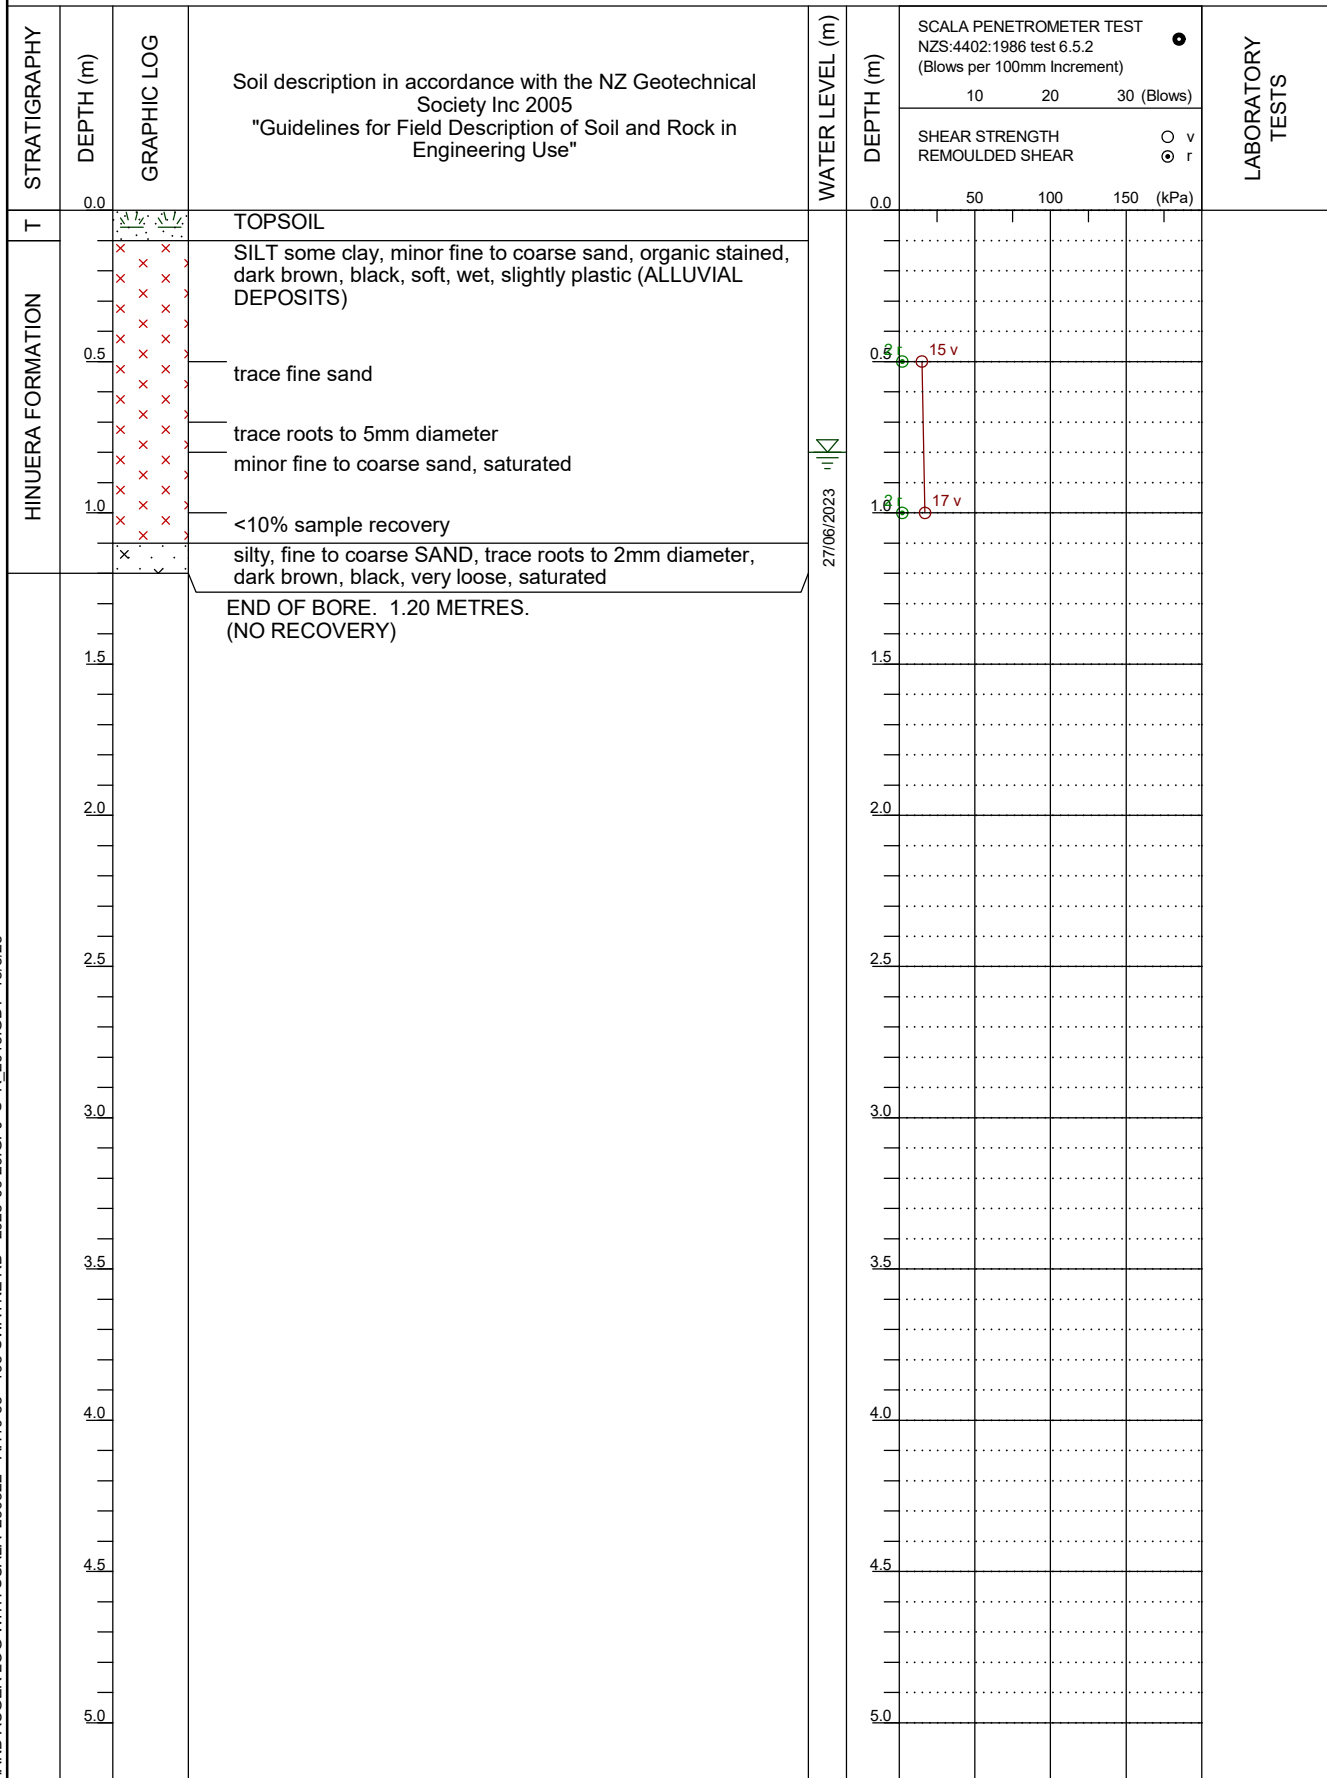 STRATIGRAPHY
DEPTH (m)
GRAPHIC LOG
Soil description in accordance with the NZ Geotechnical
Society Inc 2005
"Guidelines for Field Description of Soil and Rock in
Engineering Use"
WATER LEVEL (m)
DEPTH (m)
SCALA PENETROMETER TEST
NZS:4402:1986 test 6.5.2
(Blows per 100mm Increment)
10 20 30 (Blows)
SHEAR STRENGTH v
REMOULDED SHEAR r
50 100 150 (kPa)
LABORATORY
TESTS
0.0
0.0
T
TOPSOIL
HINUERA FORMATION
SILT some clay, minor fine to coarse sand, organic stained,
dark brown, black, soft, wet, slightly plastic (ALLUVIAL
DEPOSITS)
0.5
trace fine sand
0.5
2 r
15 v
trace roots to 5mm diameter
minor fine to coarse sand, saturated
27/06/2023
1.0
<10% sample recovery
1.0
2 r
17 v
silty, fine to coarse SAND, trace roots to 2mm diameter,
dark brown, black, very loose, saturated
END OF BORE. 1.20 METRES.
(NO RECOVERY)
1.5
1.5
2.0
2.0
2.5
2.5
3.0
3.0
3.5
3.5
4.0
4.0
4.5
4.5
5.0
5.0